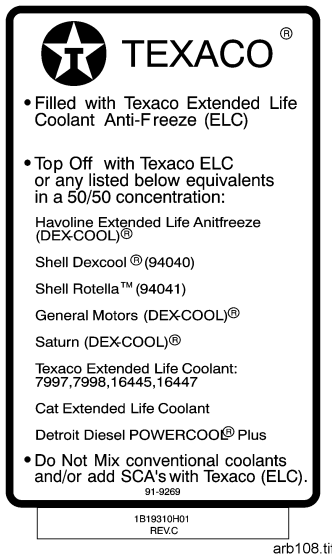 TEXACO ®
• Filled with Texaco Extended Life
Coolant Anti-Freeze (ELC)
• Top Off with Texaco ELC
or any listed below equivalents
in a 50/50 concentration:
Havoline Extended Life Anitfreeze
(DEX-COOL)®
Shell Dexcool ® (94040)
Shell Rotella™ (94041)
General Motors (DEX-COOL)®
Saturn (DEX-COOL)®
Texaco Extended Life Coolant:
7997,7998,16445,16447
Cat Extended Life Coolant
Detroit Diesel POWERCOOL® Plus
• Do Not Mix conventional coolants
and/or add SCA's with Texaco (ELC).
91-9269
1B19310H01
REV.C
arb108.ti